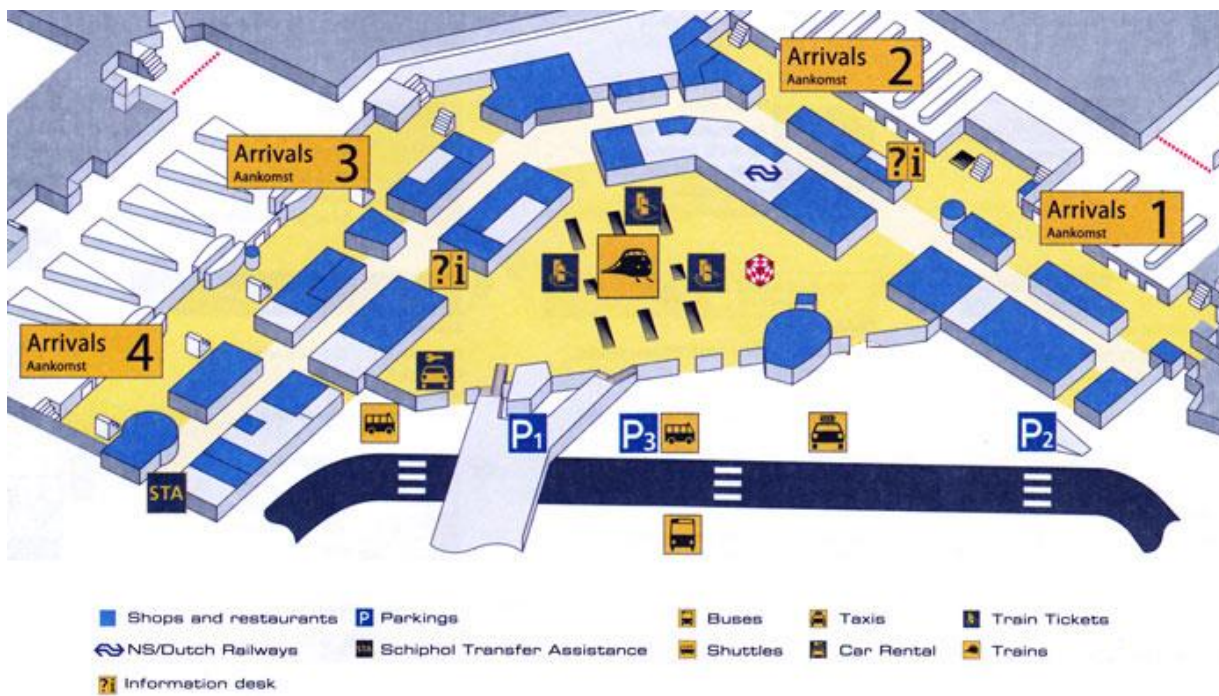 Arrivals 2
Aankomst
Arrivals 3
Aankomst
?i
Arrivals 1
Aankomst
?i
Arrivals 4
Aankomst
P1
P3
P2
STA
Shops and restaurants
P Parkings
Buses
Taxis
Train Tickets
NS/Dutch Railways
STA Schiphol Transfer Assistance
Shuttles
Car Rental
Trains
?i Information desk